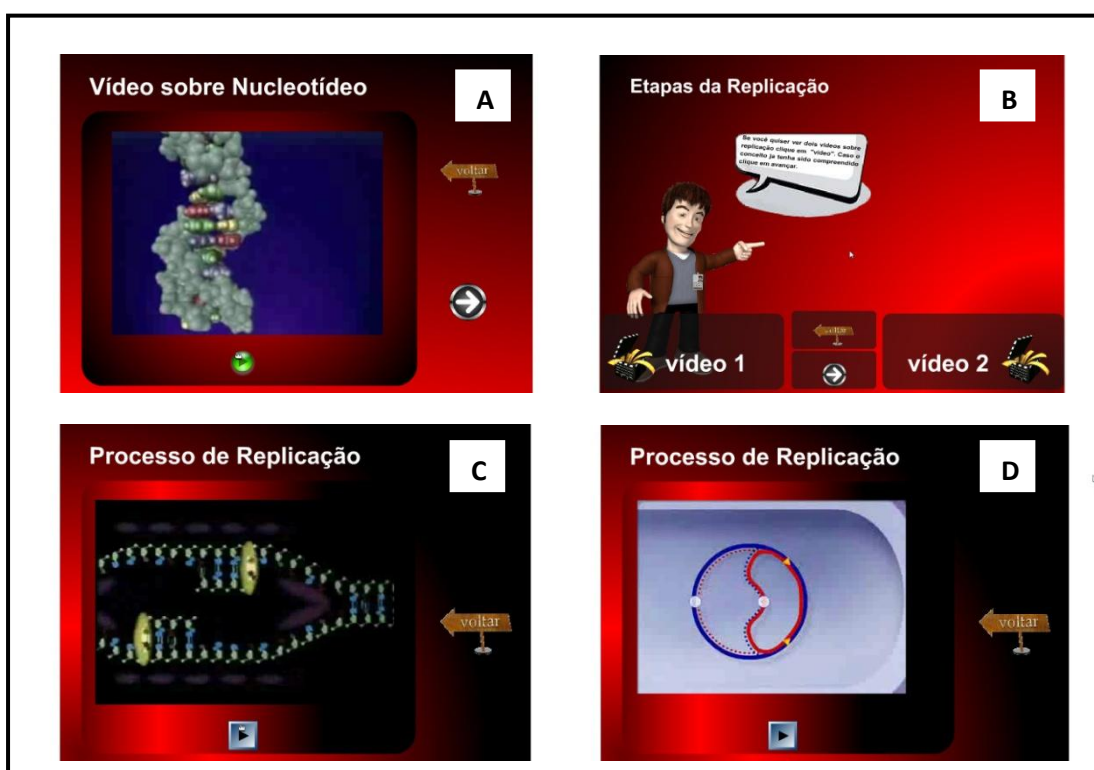 Vídeo sobre Nucleotídeo
A
voltar
Etapas da Replicação
B
Se você quiser ver dois vídeos sobre
replicação clique em "vídeo". Caso o
conceito ja tenha sido compreendido
clique em avançar.
vídeo 1
vídeo 2
Processo de Replicação
C
voltar
Processo de Replicação
D
voltar